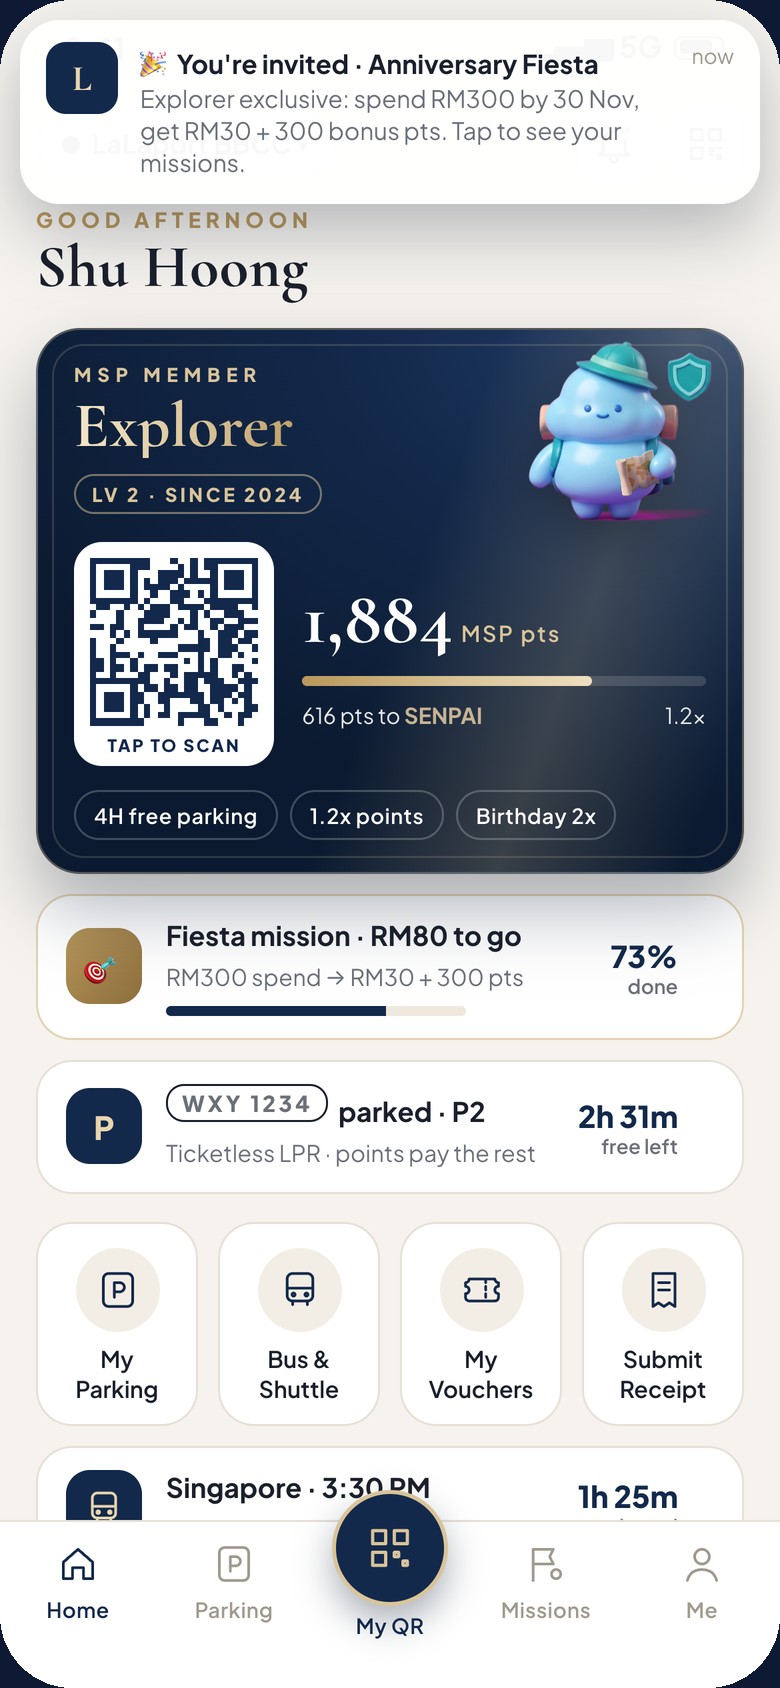 5G
L
🎉 You're invited · Anniversary Fiesta
now
Explorer exclusive: spend RM300 by 30 Nov,
get RM30 + 300 bonus pts. Tap to see your
missions.
LaLaport BBCC
GOOD AFTERNOON
Shu Hoong
MSP MEMBER
Explorer
LV 2 · SINCE 2024
TAP TO SCAN
1,884 MSP pts
616 pts to SENPAI
1.2×
4H free parking
1.2x points
Birthday 2x
Fiesta mission · RM80 to go
RM300 spend → RM30 + 300 pts
73%
done
P
WXY 1234 parked · P2
Ticketless LPR · points pay the rest
2h 31m
free left
My
Parking
Bus &
Shuttle
My
Vouchers
Submit
Receipt
Singapore · 3:30 PM
1h 25m
Home
Parking
My QR
Missions
Me